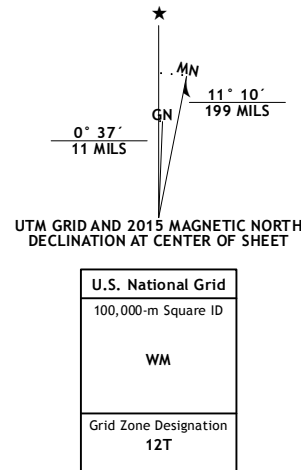 ★
MN
GN
11° 10´
199 MILS
0° 37´
11 MILS
UTM GRID AND 2015 MAGNETIC NORTH
DECLINATION AT CENTER OF SHEET
U.S. National Grid
100,000-m Square ID
WM
Grid Zone Designation
12T